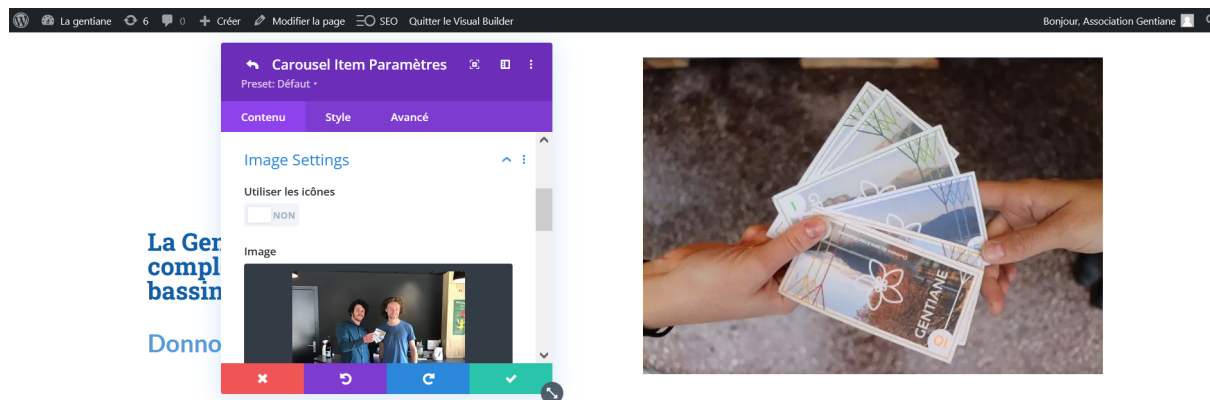 La gentiane 6 0 + Créer Modifier la page SEO Quitter le Visual Builder Bonjour, Association Gentiane
Carousel Item Paramètres
Preset: Défaut
Contenu Style Avancé
Image Settings
Utiliser les icônes
NON
Image
La Gen
compl
bassin
Donno
GENTIANE